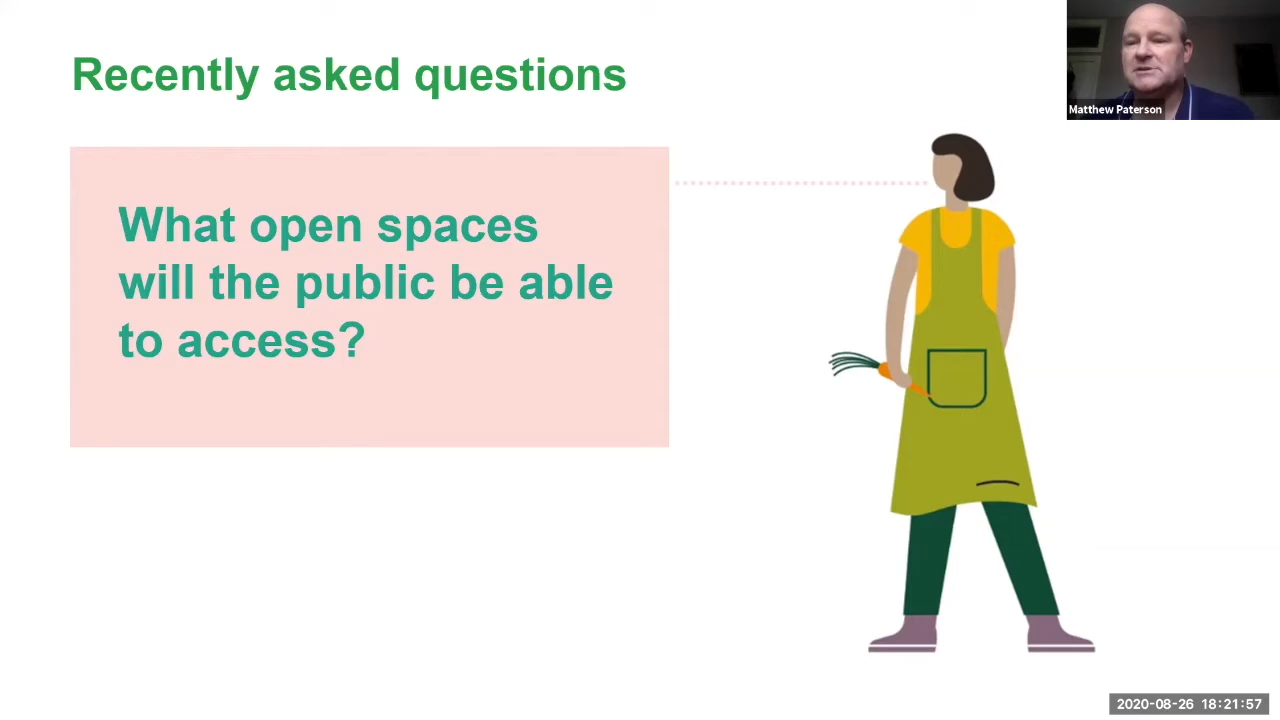 Recently asked questions
Matthew Paterson
What open spaces
will the public be able
to access?
2020-08-26 18:21:57